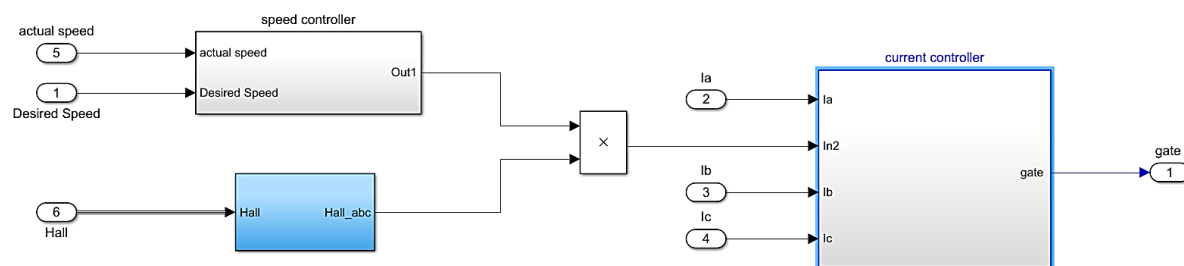 speed controller
actual speed
5
actual speed
Out1
1
Desired Speed
Desired Speed
6
Hall
Hall
Hall_abc
×
current controller
Ia
2
Ia
In2
Ib
3
Ib
Ic
4
Ic
gate
gate
1